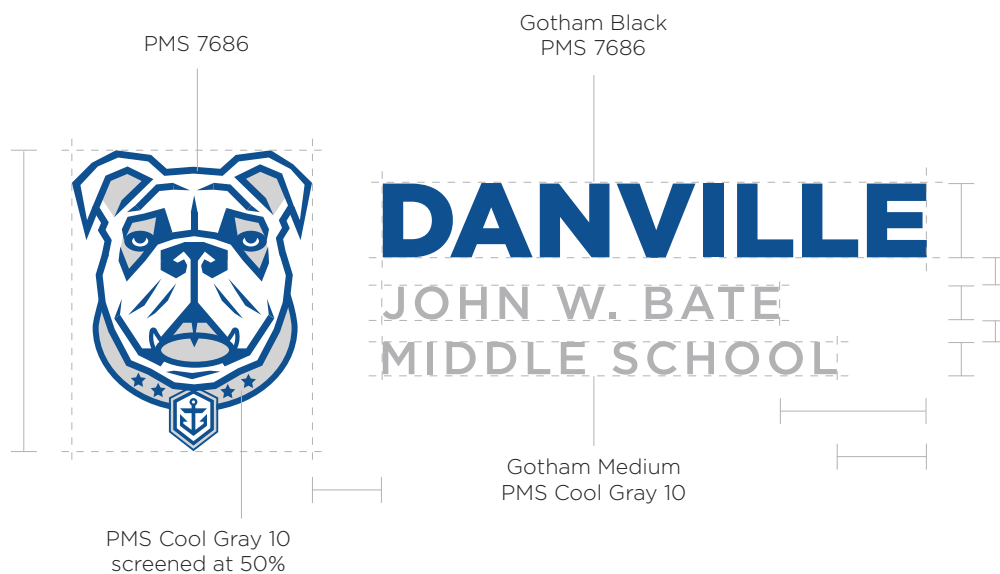 PMS 7686
Gotham Black
PMS 7686
DANVILLE
JOHN W. BATE
MIDDLE SCHOOL
Gotham Medium
PMS Cool Gray 10
PMS Cool Gray 10
screened at 50%